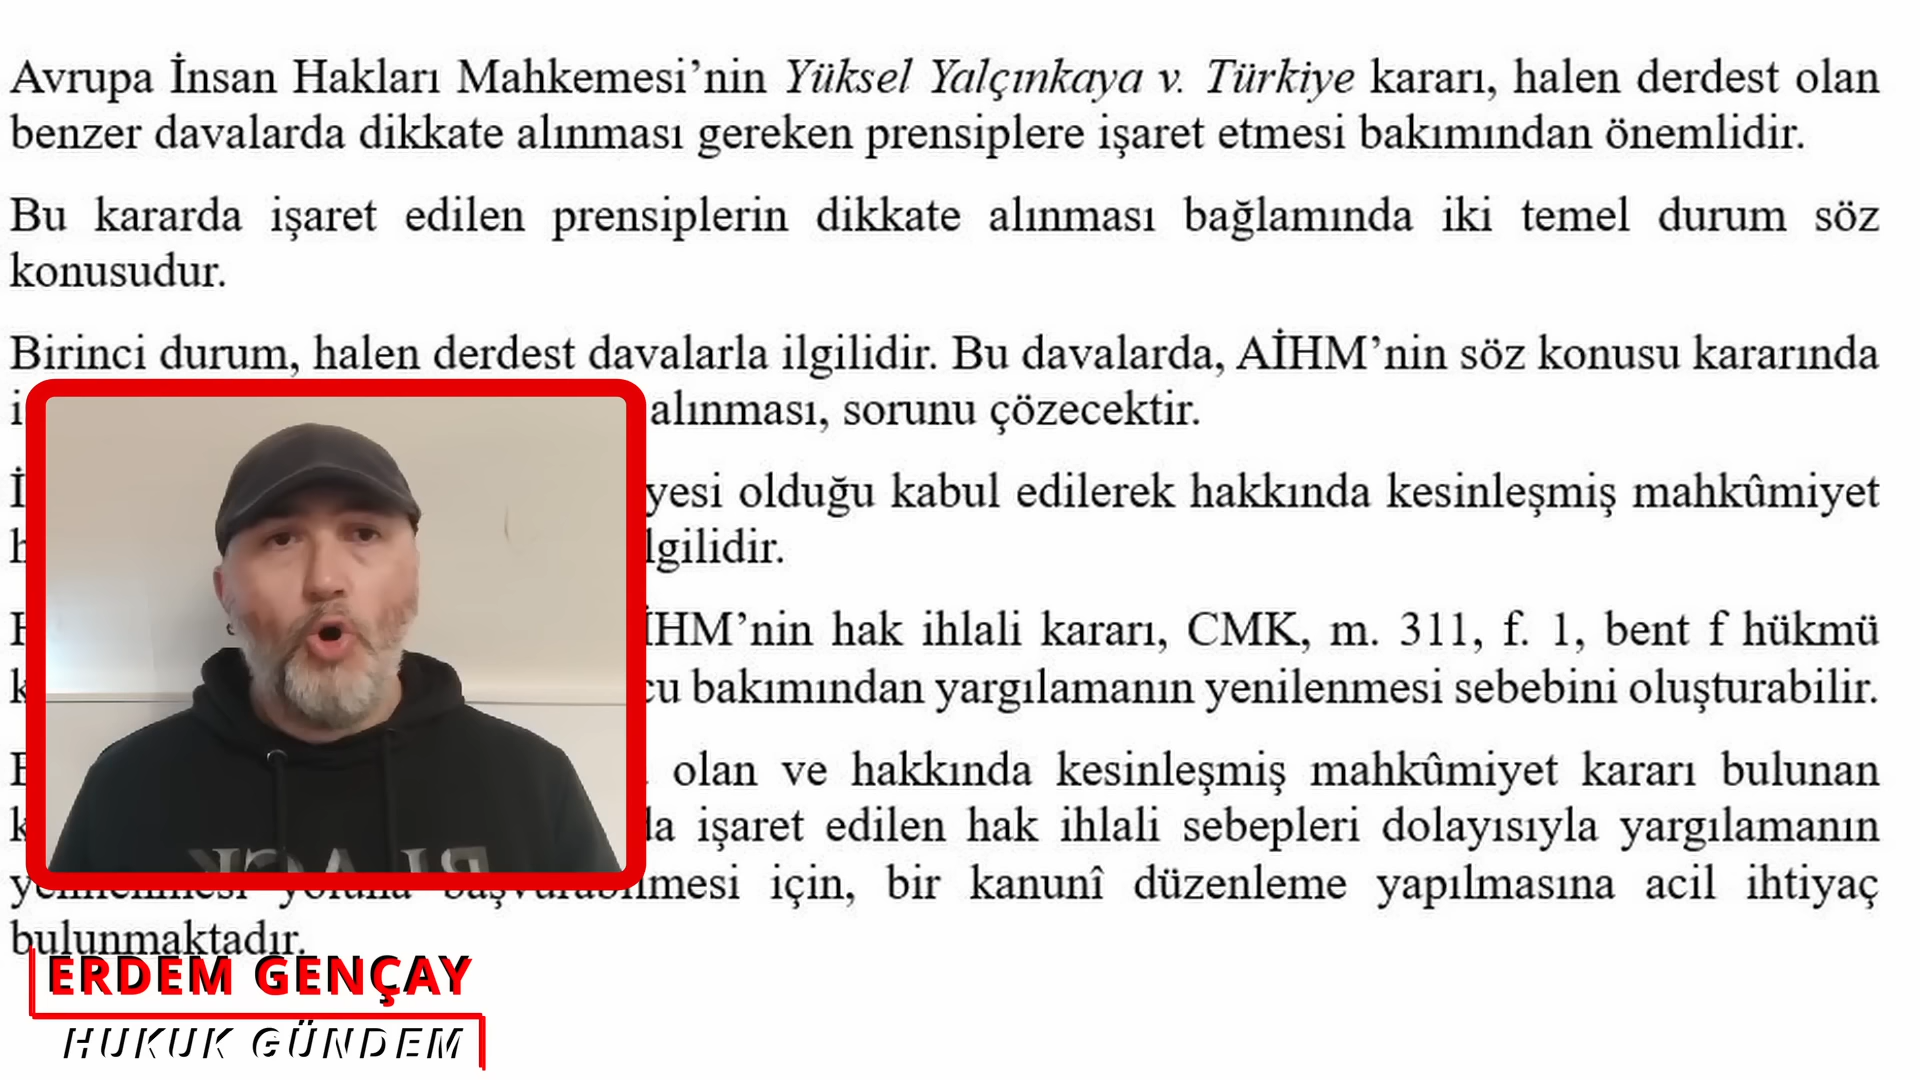 Avrupa İnsan Hakları Mahkemesi’nin Yüksel Yalçınkaya v. Türkiye kararı, halen derdest olan
benzer davalarda dikkate alınması gereken prensiplere işaret etmesi bakımından önemlidir.
Bu kararda işaret edilen prensiplerin dikkate alınması bağlamında iki temel durum söz
konusudur.
Birinci durum, halen derdest davalarla ilgilidir. Bu davalarda, AİHM’nin söz konusu kararında
alınması, sorunu çözecektir.
olduğu kabul edilerek hakkında kesinleşmiş mahkûmiyet
HM’nin hak ihlali kararı, CMK, m. 311, f. 1, bent f hükmü
bakımından yargılamanın yenilenmesi sebebini oluşturabilir.
olan ve hakkında kesinleşmiş mahkûmiyet kararı bulunan
işaret edilen hak ihlali sebepleri dolayısıyla yargılamanın
yenilenmesi yoluna başvurabilmesi için, bir kanunî düzenleme yapılmasına acil ihtiyaç
bulunmaktadır.
ERDEM GENÇAY
HUKUK GÜNDEM